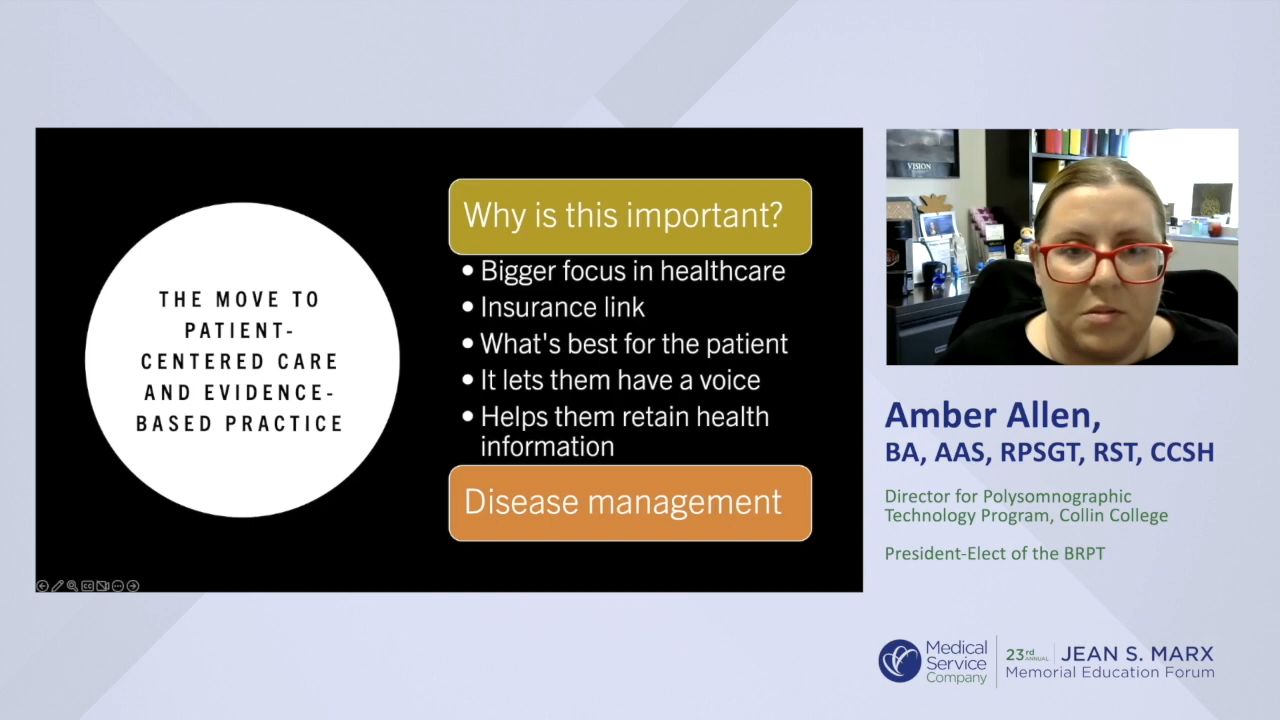 THE MOVE TO
PATIENT-
CENTERED CARE
AND EVIDENCE-
BASED PRACTICE
Why is this important?
• Bigger focus in healthcare
• Insurance link
• What's best for the patient
• It lets them have a voice
• Helps them retain health
information
Disease management
VISION
Amber Allen,
BA, AAS, RPSGT, RST, CCSH
Director for Polysomnographic
Technology Program, Collin College
President-Elect of the BRPT
Medical
Service
Company
23rd ANNUAL JEAN S. MARX
Memorial Education Forum